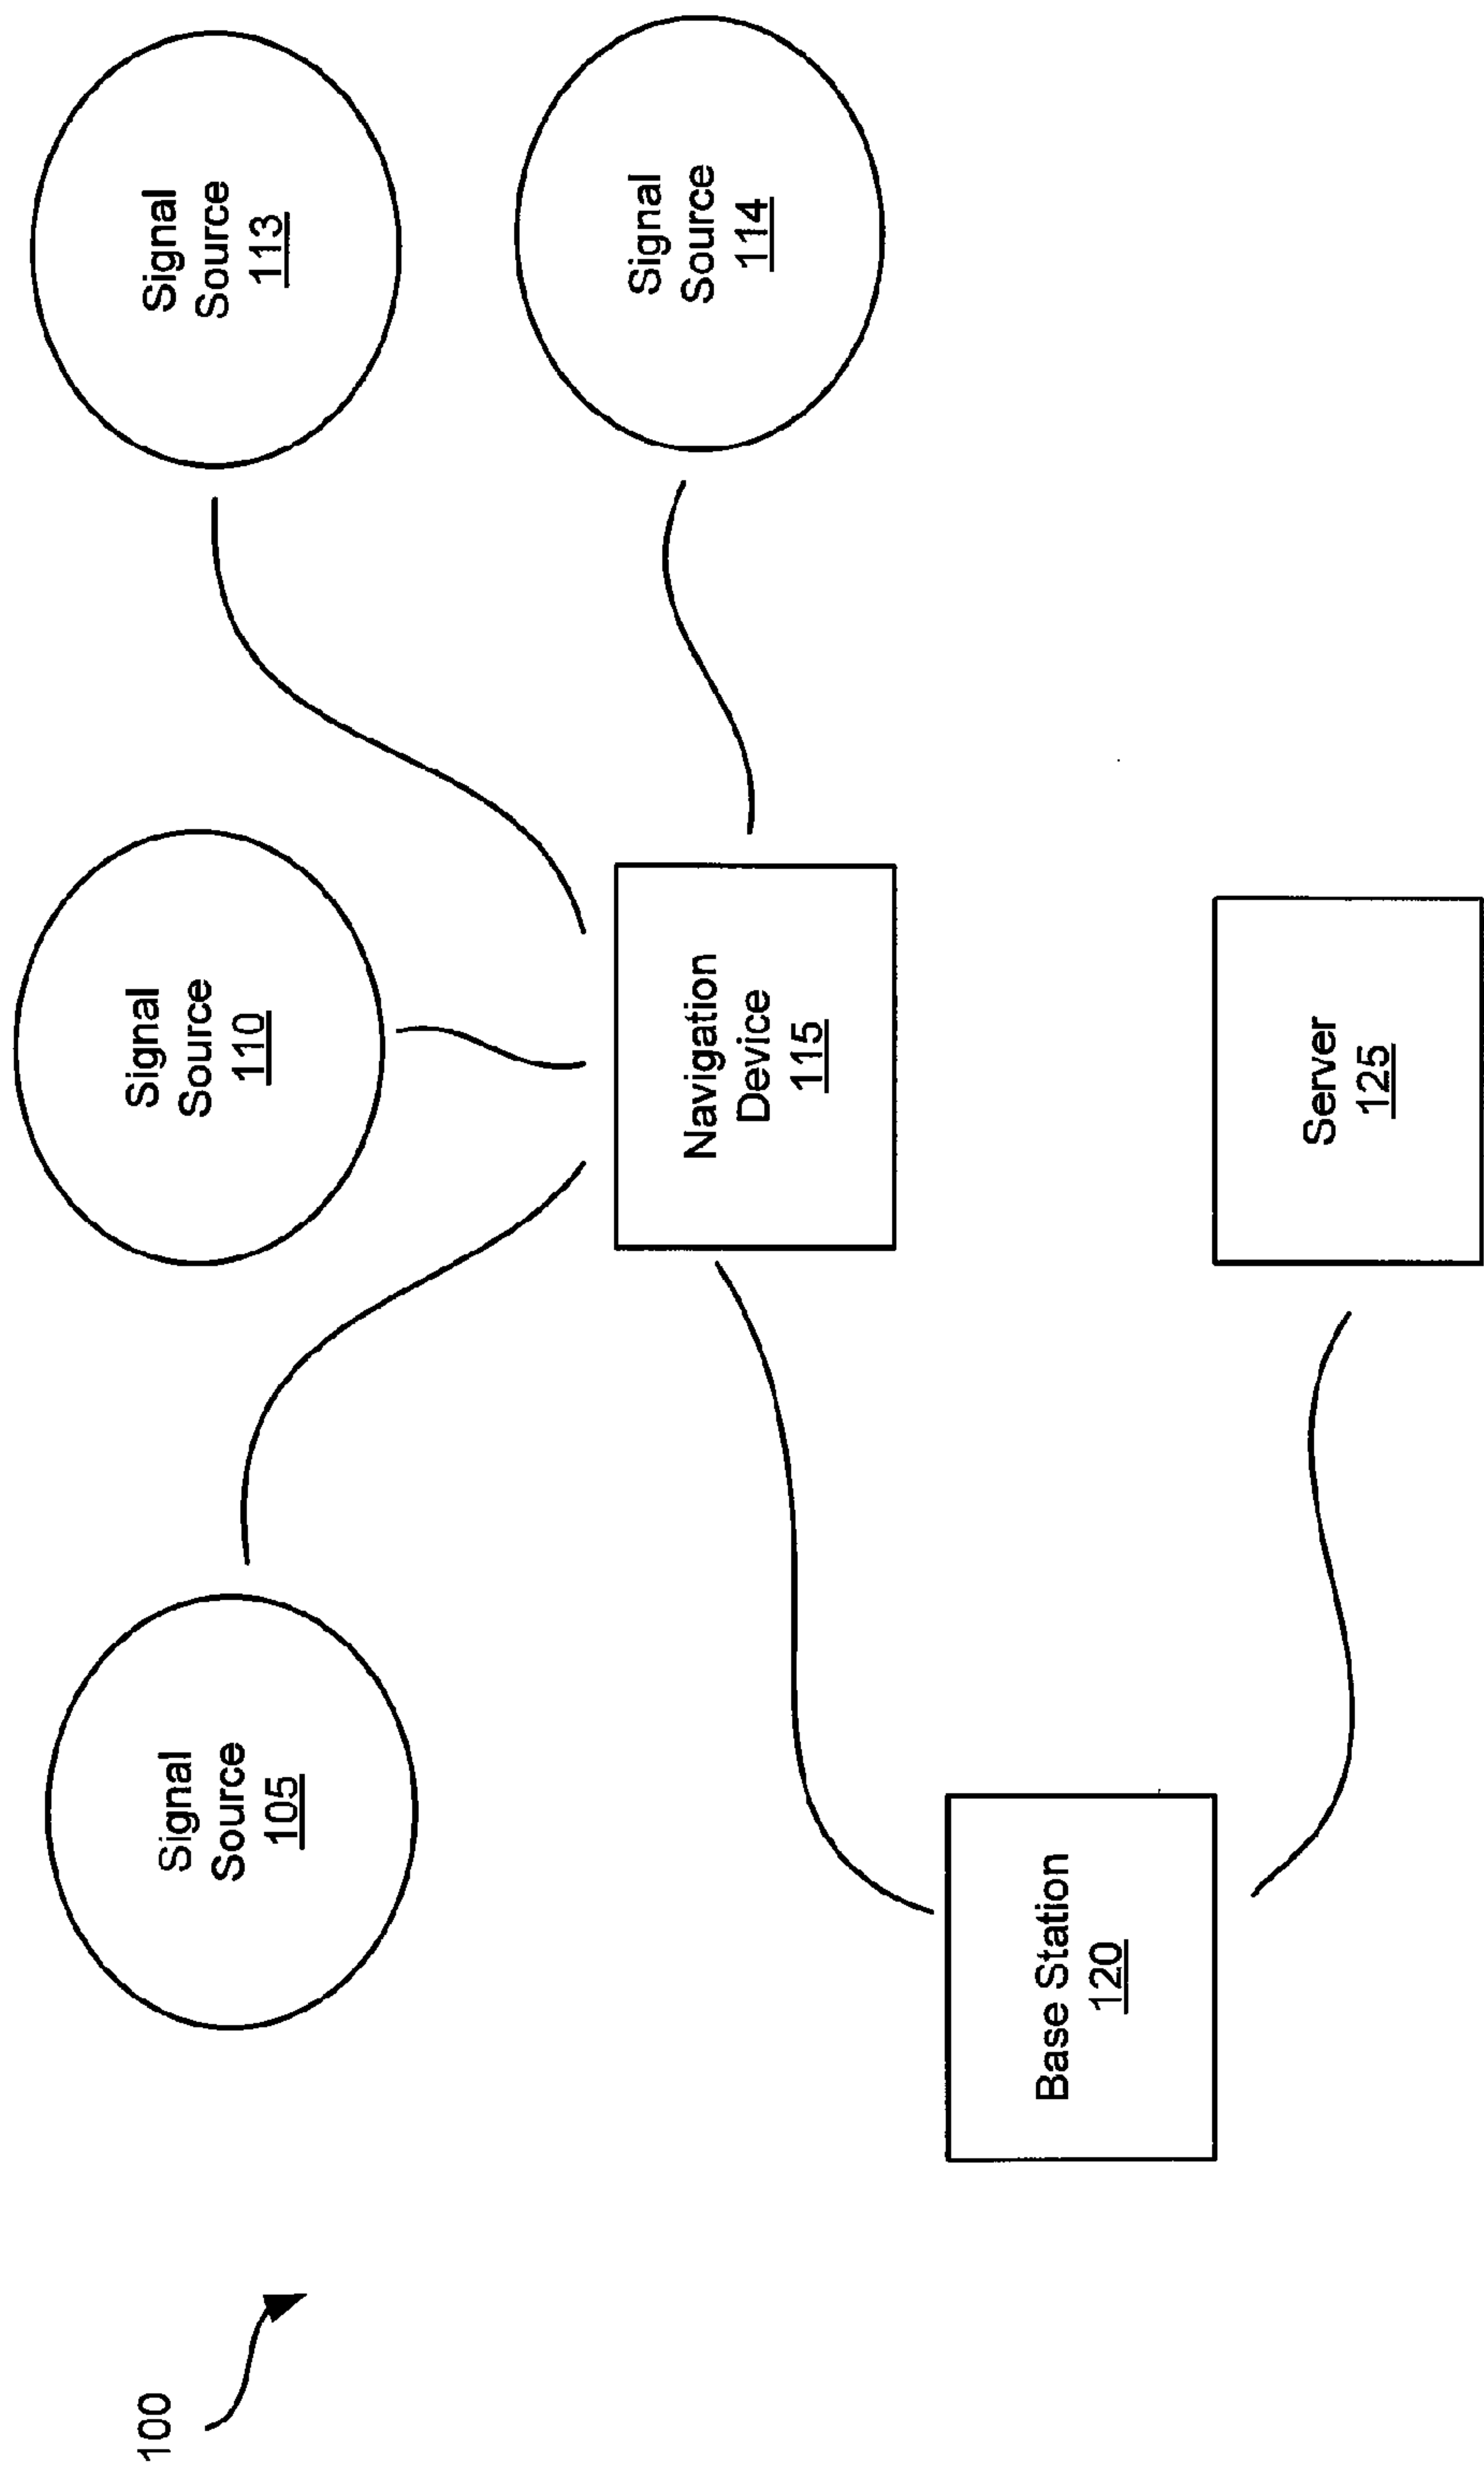 100
Signal
Source
105
Signal
Source
110
Signal
Source
113
Signal
Source
114
Navigation
Device
115
Base Station
120
Server
125